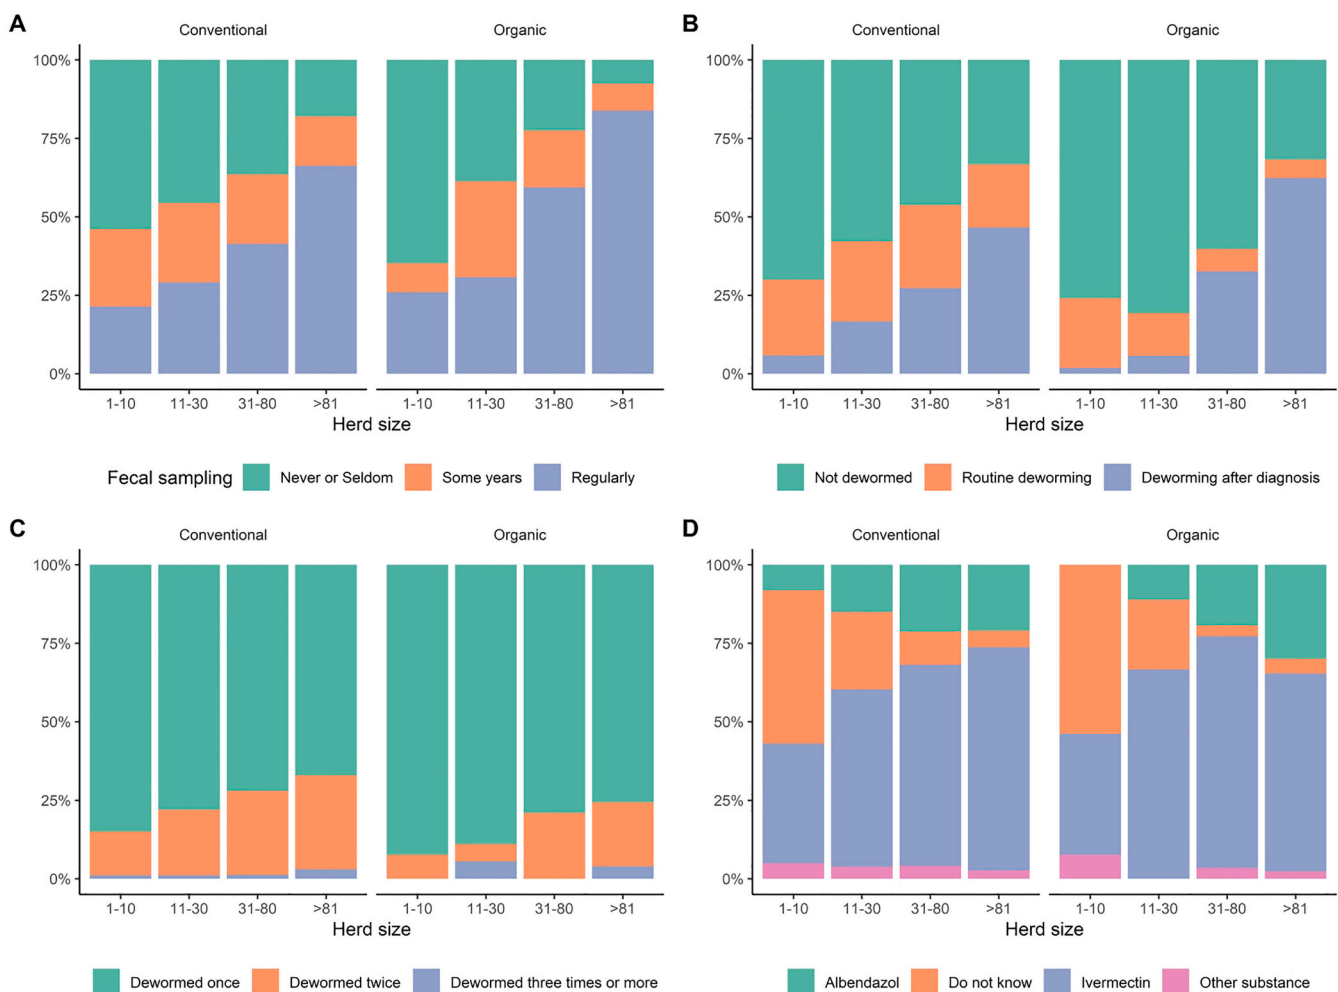 A
Conventional
Organic
100%
75%
50%
25%
0%
1-10
11-30
31-80
>81
1-10
11-30
31-80
>81
Herd size
Fecal sampling
Never or Seldom
Some years
Regularly
B
Conventional
Organic
100%
75%
50%
25%
0%
1-10
11-30
31-80
>81
1-10
11-30
31-80
>81
Herd size
Not dewormed
Routine deworming
Deworming after diagnosis
C
Conventional
Organic
100%
75%
50%
25%
0%
1-10
11-30
31-80
>81
1-10
11-30
31-80
>81
Herd size
Dewormed once
Dewormed twice
Dewormed three times or more
D
Conventional
Organic
100%
75%
50%
25%
0%
1-10
11-30
31-80
>81
1-10
11-30
31-80
>81
Herd size
Albendazol
Do not know
Ivermectin
Other substance